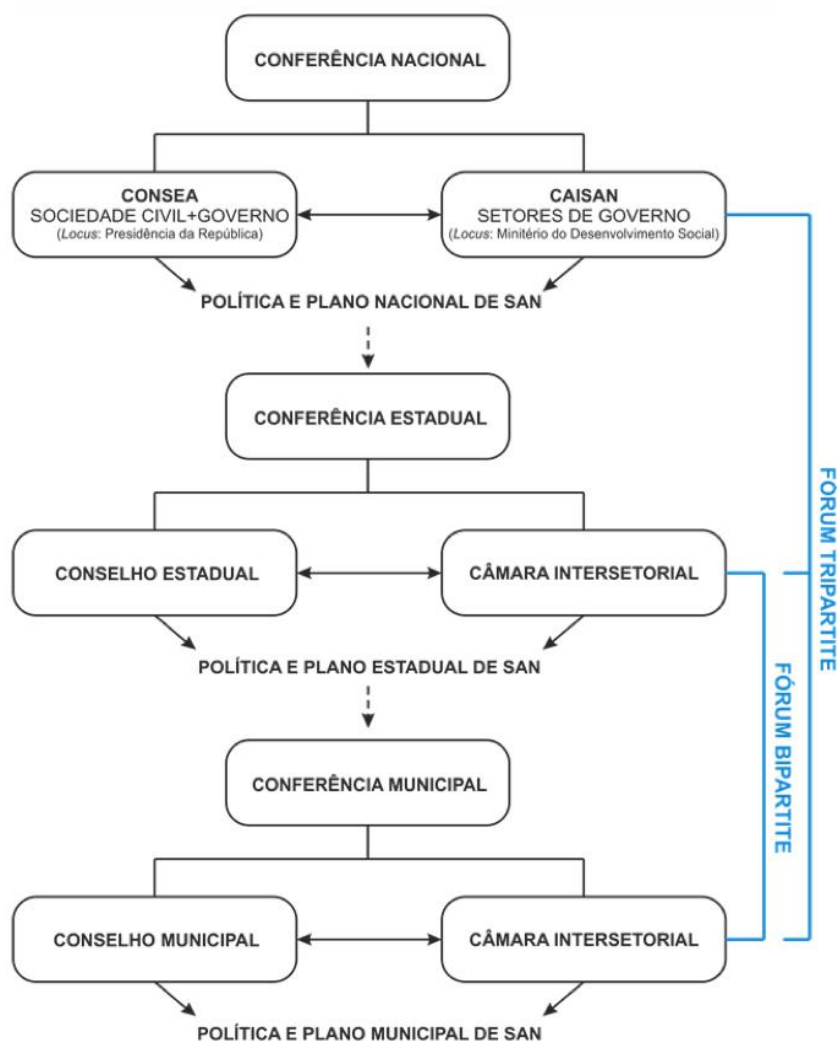 CONFERÊNCIA NACIONAL
CONSEA
SOCIEDADE CIVIL+GOVERNO
(Locus: Presidência da República)
CAISAN
SETORES DE GOVERNO
(Locus: Minitério do Desenvolvimento Social)
POLÍTICA E PLANO NACIONAL DE SAN
CONFERÊNCIA ESTADUAL
CONSELHO ESTADUAL
CÂMARA INTERSETORIAL
POLÍTICA E PLANO ESTADUAL DE SAN
CONFERÊNCIA MUNICIPAL
CONSELHO MUNICIPAL
CÂMARA INTERSETORIAL
POLÍTICA E PLANO MUNICIPAL DE SAN
FÓRUM BIPARTITE
FÓRUM TRIPARTITE